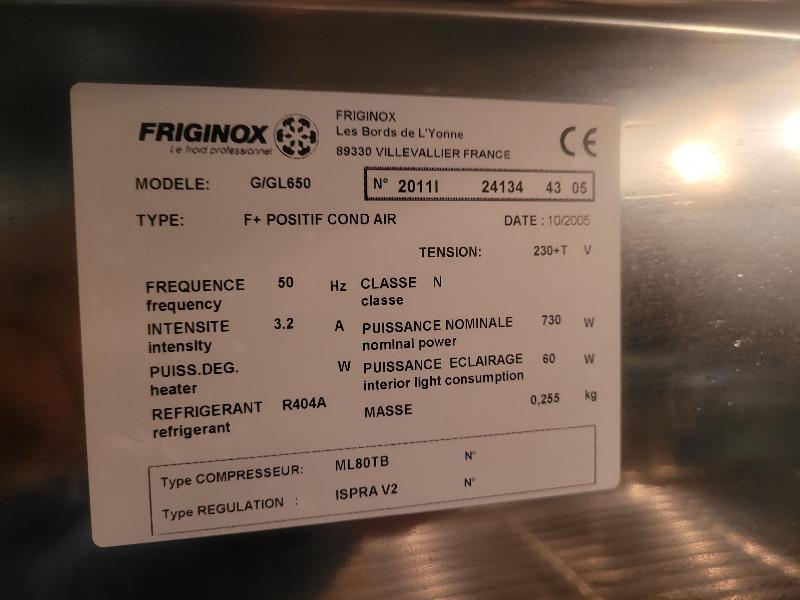 FRIGINOX
Le froid professionnel
FRIGINOX
Les Bords de L'Yonne
89330 VILLEVALLIER FRANCE
CE
MODELE: G/GL650 N° 2011I 24134 43 05
TYPE: F+ POSITIF COND AIR DATE : 10/2005
TENSION: 230+T V
FREQUENCE 50 Hz CLASSE N
frequency classe
INTENSITE 3.2 A PUISSANCE NOMINALE 730 W
intensity nominal power
PUISS.DEG. W PUISSANCE ECLAIRAGE 60 W
heater interior light consumption
REFRIGERANT R404A MASSE 0,255 kg
refrigerant
Type COMPRESSEUR: ML80TB N°
Type REGULATION : ISPRA V2 N°